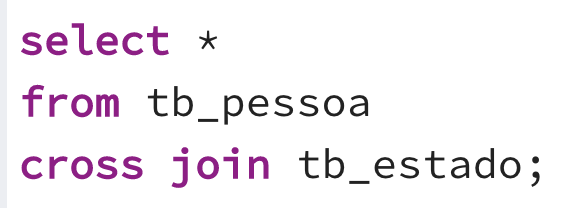 select *
from tb_pessoa
cross join tb_estado;